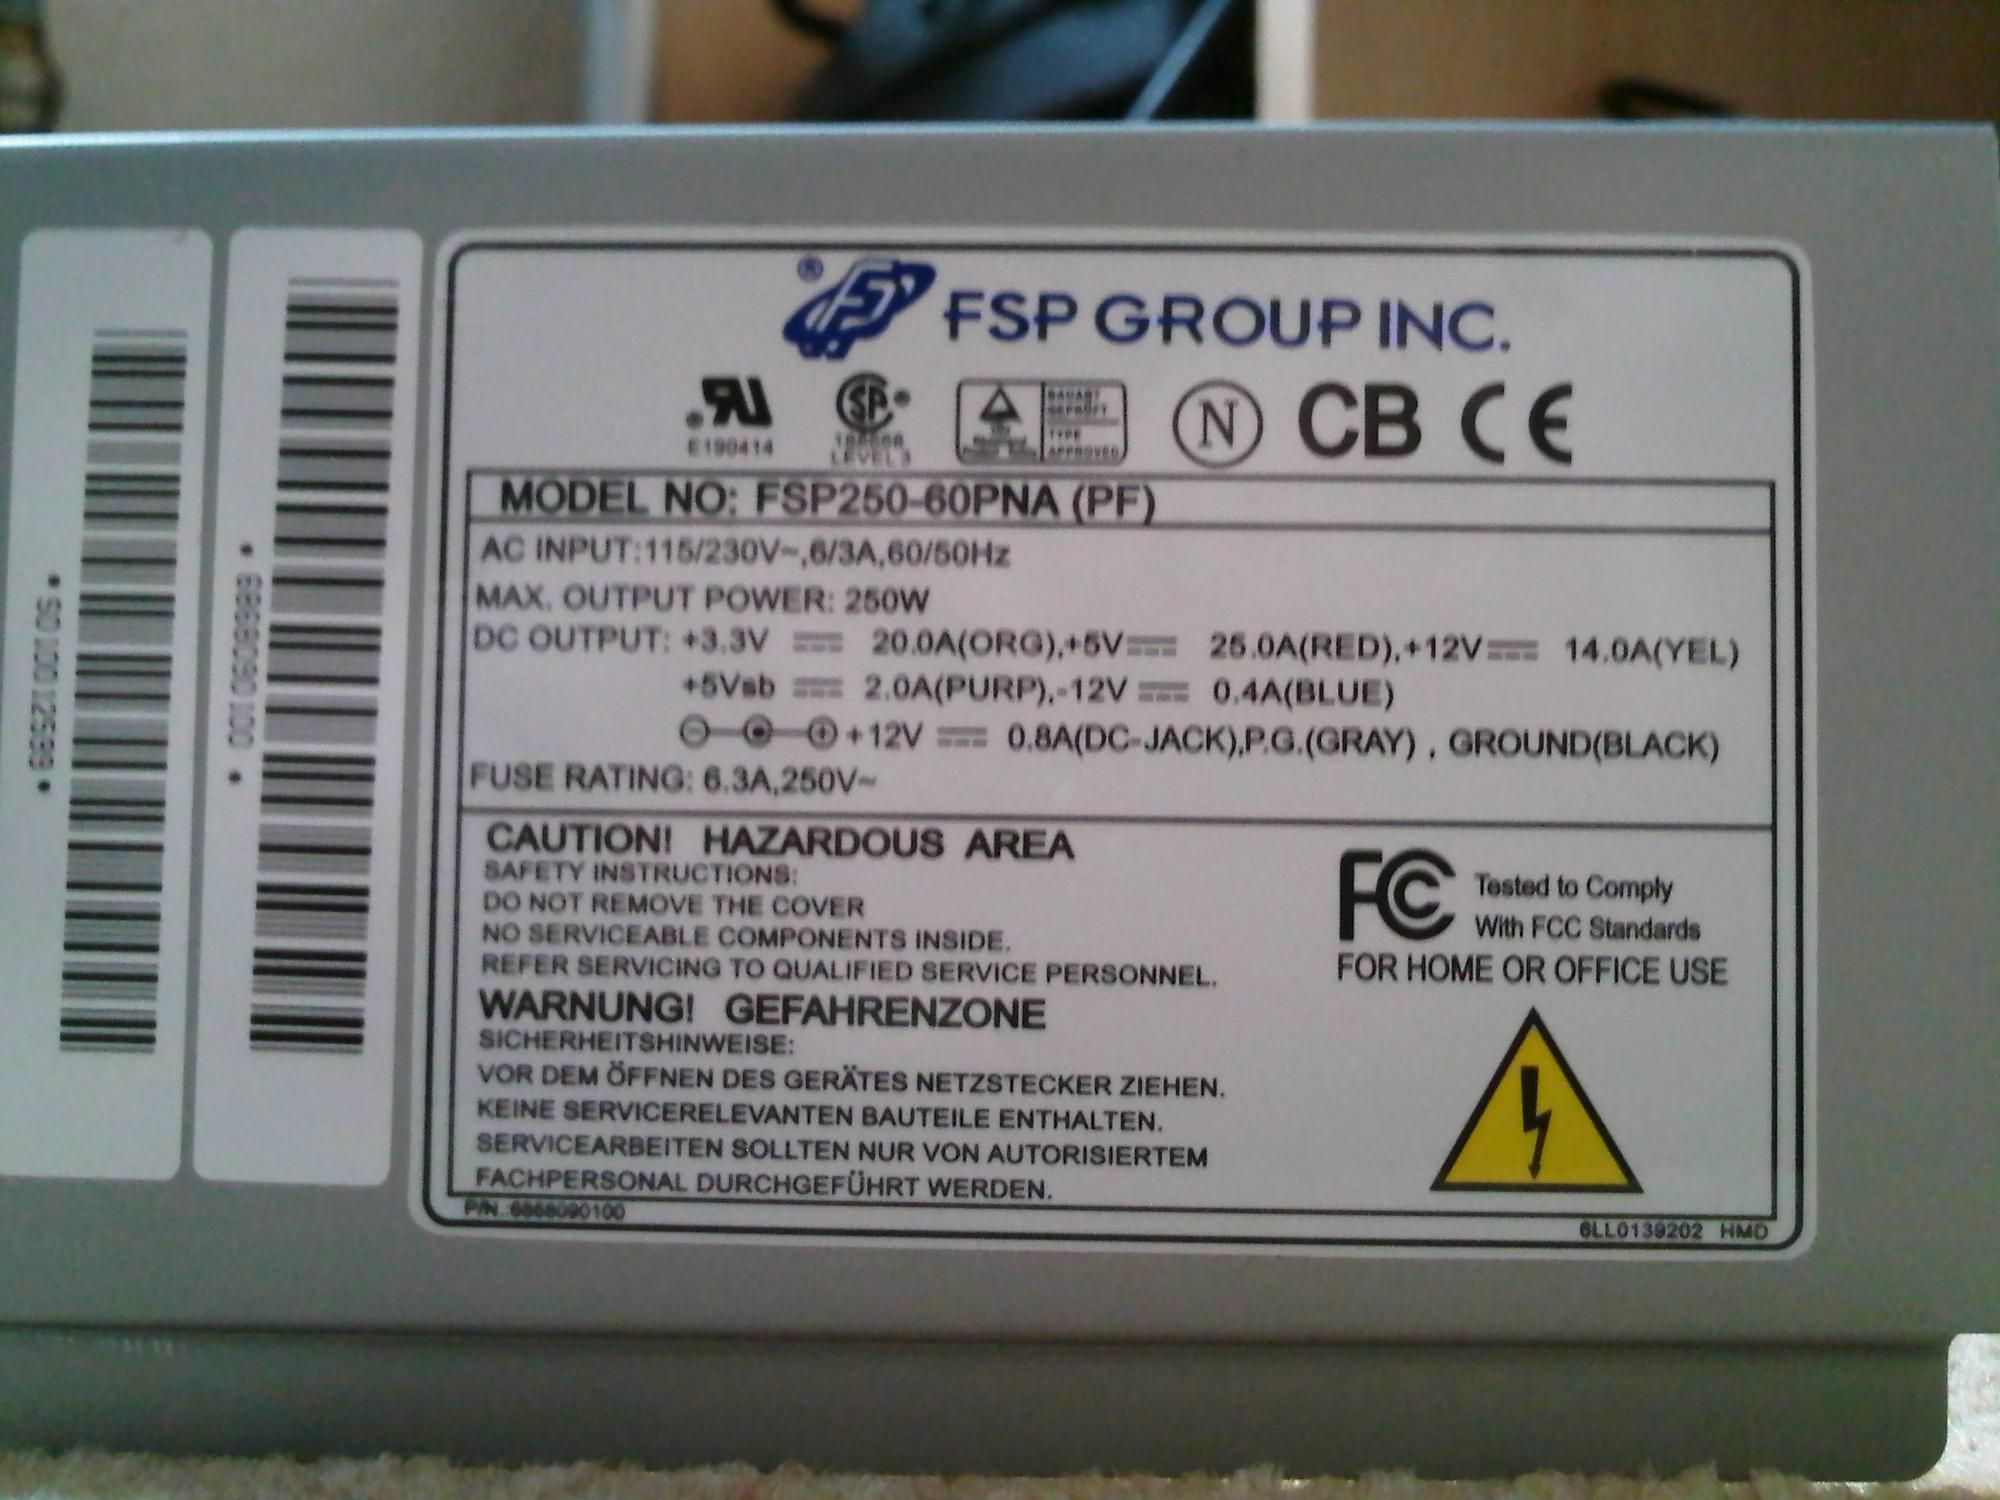 FSP GROUP INC.
E190414
LEVEL 3
TYPE
APPROVED
N CB CE
MODEL NO: FSP250-60PNA (PF)
AC INPUT:115/230V~,6/3A,60/50Hz
MAX. OUTPUT POWER: 250W
DC OUTPUT: +3.3V 20.0A(ORG),+5V 25.0A(RED),+12V 14.0A(YEL)
+5Vsb 2.0A(PURP),-12V 0.4A(BLUE)
+12V 0.8A(DC-JACK),P.G.(GRAY) , GROUND(BLACK)
FUSE RATING: 6.3A,250V~
CAUTION! HAZARDOUS AREA
SAFETY INSTRUCTIONS:
DO NOT REMOVE THE COVER
NO SERVICEABLE COMPONENTS INSIDE.
REFER SERVICING TO QUALIFIED SERVICE PERSONNEL.
FC Tested to Comply
With FCC Standards
FOR HOME OR OFFICE USE
WARNUNG! GEFAHRENZONE
SICHERHEITSHINWEISE:
VOR DEM ÖFFNEN DES GERÄTES NETZSTECKER ZIEHEN.
KEINE SERVICERELEVANTEN BAUTEILE ENTHALTEN.
SERVICEARBEITEN SOLLTEN NUR VON AUTORISIERTEM
FACHPERSONAL DURCHGEFÜHRT WERDEN.
P/N: 6868090100
6LL0139202 HMD
*6868090100*